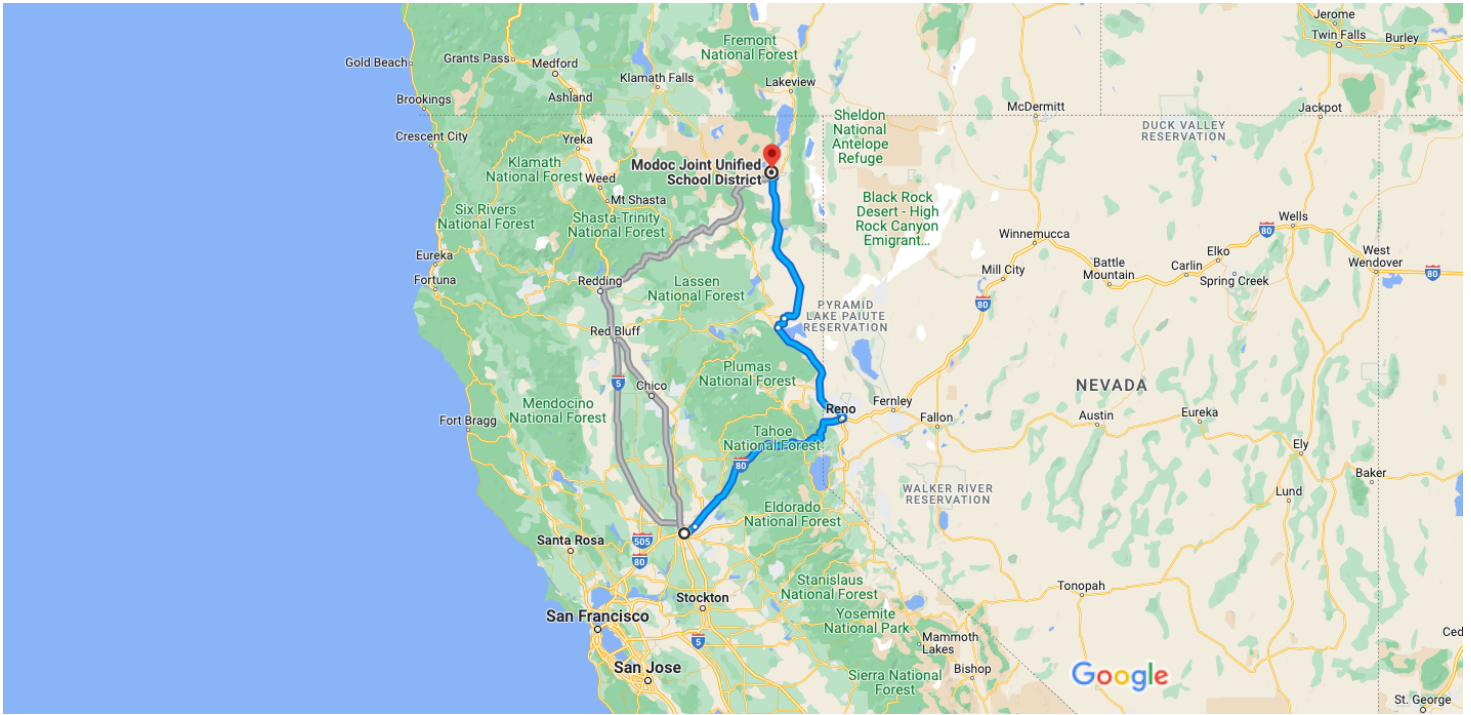 Jerome
Fremont
National Forest
Gold Beach
Grants Pass
Medford
Twin Falls
Burley
Klamath Falls
Lakeview
Ashland
Brookings
McDermitt
Jackpot
Sheldon
National
Antelope
Refuge
DUCK VALLEY
RESERVATION
Crescent City
Yreka
Klamath
National Forest
Modoc Joint Unified
School District
Weed
Mt Shasta
Black Rock
Desert - High
Rock Canyon
Emigrant...
Six Rivers
National Forest
Shasta-Trinity
National Forest
Wells
80
Winnemucca
Eureka
Elko
West
Wendover
Battle
Mountain
Carlin
Mill City
80
Fortuna
Redding
Lassen
National Forest
Spring Creek
80
PYRAMID
LAKE PAIUTE
RESERVATION
Red Bluff
Plumas
National Forest
5
Chico
NEVADA
Mendocino
National Forest
Reno
Fernley
Fort Bragg
Fallon
Austin
Eureka
Tahoe
National Forest
Ely
80
Baker
WALKER RIVER
RESERVATION
Lund
Eldorado
National Forest
Santa Rosa
505
80
Stanislaus
National Forest
Tonopah
Stockton
San Francisco
Yosemite
National Park
5
Mammoth
Lakes
Ced
San Jose
Bishop
Sierra National
Forest
Google
St. George